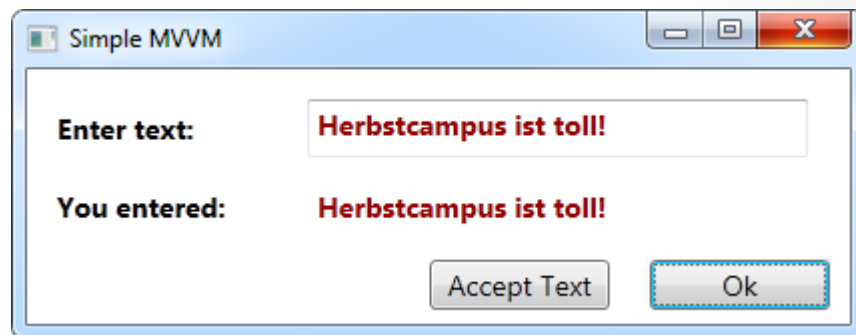 Simple MVVM
Enter text: Herbstcampus ist toll!
You entered: Herbstcampus ist toll!
Accept Text Ok